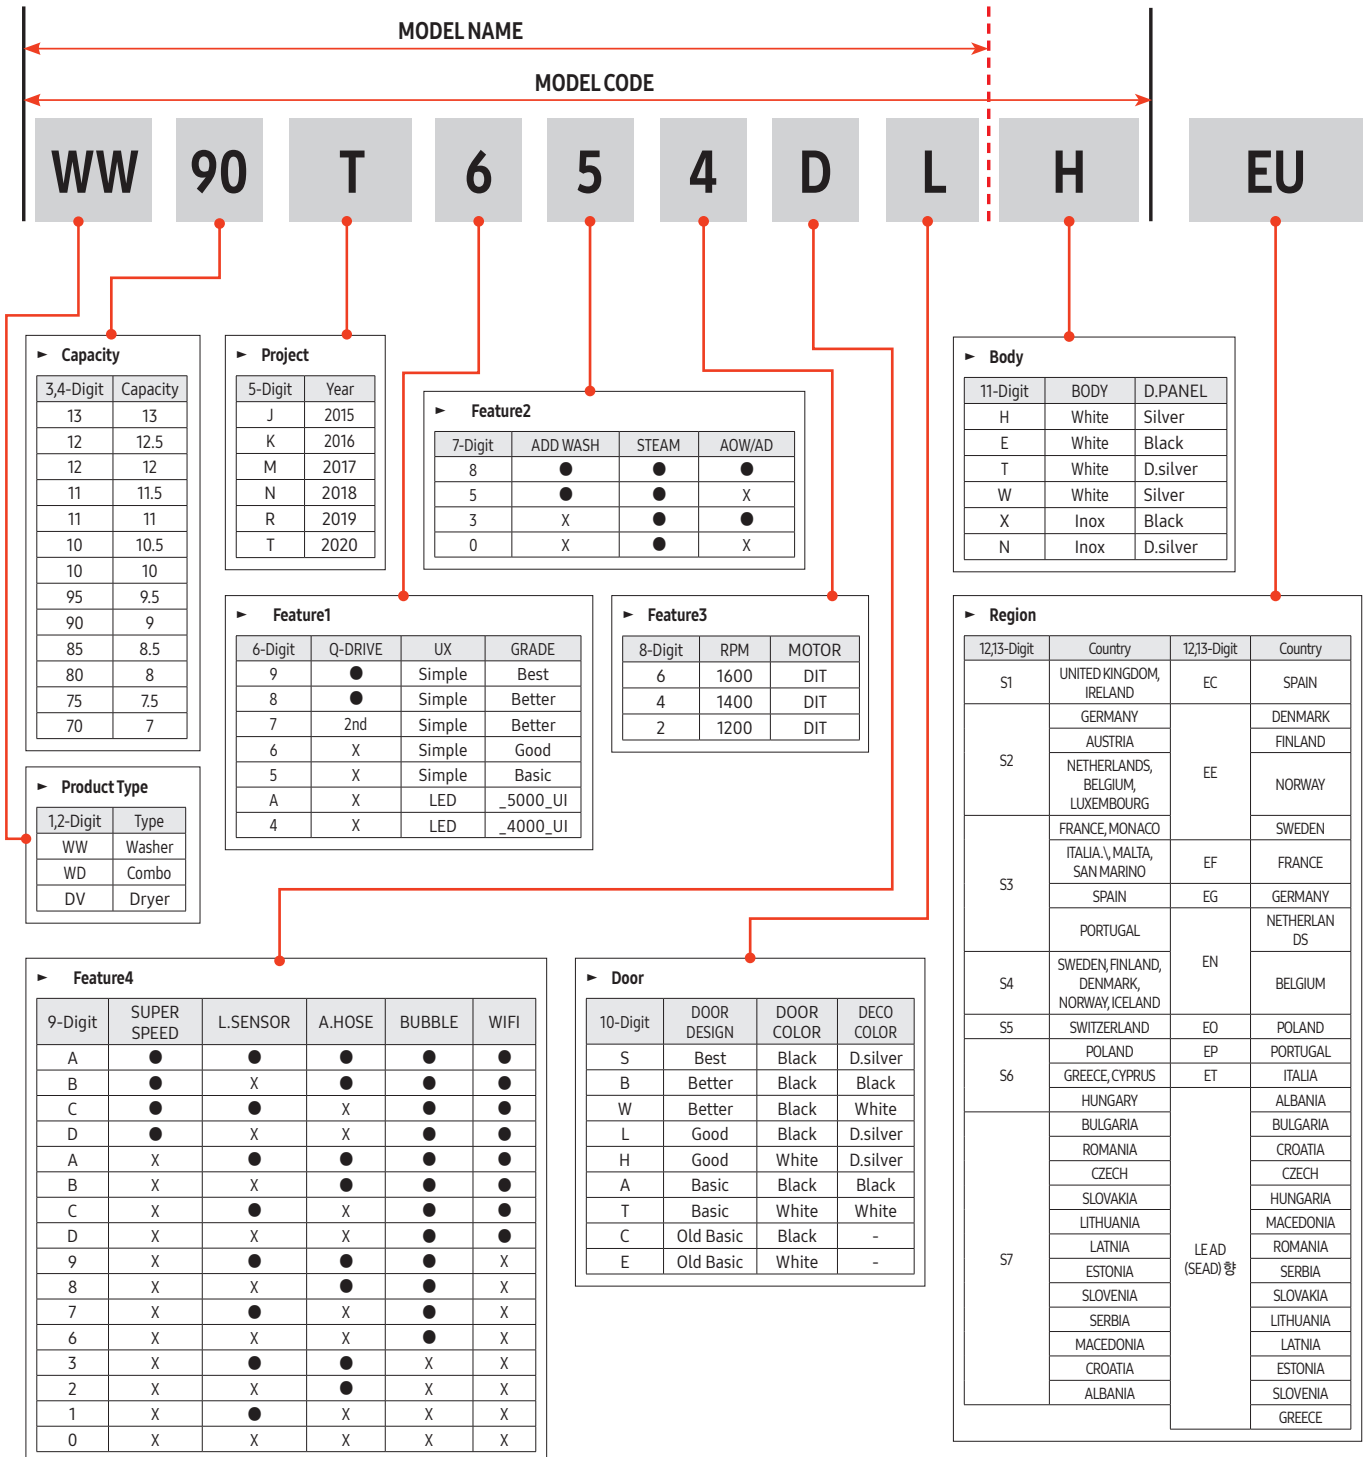 MODEL NAME
MODEL CODE
WW 90 T 6 5 4 D L H EU
► Capacity
3,4-Digit Capacity
13 13
12 12.5
12 12
11 11.5
11 11
10 10.5
10 10
95 9.5
90 9
85 8.5
80 8
75 7.5
70 7
► Product Type
1,2-Digit Type
WW Washer
WD Combo
DV Dryer
► Project
5-Digit Year
J 2015
K 2016
M 2017
N 2018
R 2019
T 2020
► Feature2
7-Digit ADD WASH STEAM AOW/AD
8 ● ● ●
5 ● ● X
3 X ● ●
0 X ● X
► Feature1
6-Digit Q-DRIVE UX GRADE
9 ● Simple Best
8 ● Simple Better
7 2nd Simple Better
6 X Simple Good
5 X Simple Basic
A X LED _5000_UI
4 X LED _4000_UI
► Feature3
8-Digit RPM MOTOR
6 1600 DIT
4 1400 DIT
2 1200 DIT
► Body
11-Digit BODY D.PANEL
H White Silver
E White Black
T White D.silver
W White Silver
X Inox Black
N Inox D.silver
► Feature4
9-Digit SUPER SPEED L.SENSOR A.HOSE BUBBLE WIFI
A ● ● ● ● ●
B ● X ● ● ●
C ● ● X ● ●
D ● X X ● ●
A X ● ● ● ●
B X X ● ● ●
C X ● X ● ●
D X X X ● ●
9 X ● ● ● X
8 X X ● ● X
7 X ● X ● X
6 X X X ● X
3 X ● ● X X
2 X X ● X X
1 X ● X X X
0 X X X X X
► Door
10-Digit DOOR DESIGN DOOR COLOR DECO COLOR
S Best Black D.silver
B Better Black Black
W Better Black White
L Good Black D.silver
H Good White D.silver
A Basic Black Black
T Basic White White
C Old Basic Black -
E Old Basic White -
► Region
12,13-Digit Country 12,13-Digit Country
S1
UNITED KINGDOM,
IRELAND
EC SPAIN
S2
GERMANY
AUSTRIA
NETHERLANDS,
BELGIUM,
LUXEMBOURG
EE
DENMARK
FINLAND
NORWAY
SWEDEN
S3
FRANCE, MONACO
ITALIA.\, MALTA,
SAN MARINO
SPAIN
PORTUGAL
EF FRANCE
EG GERMANY
EN
NETHERLAN
DS
BELGIUM
S4
SWEDEN, FINLAND,
DENMARK,
NORWAY, ICELAND
S5 SWITZERLAND
EO POLAND
S6
POLAND
GREECE, CYPRUS
HUNGARY
EP PORTUGAL
ET ITALIA
S7
BULGARIA
ROMANIA
CZECH
SLOVAKIA
LITHUANIA
LATNIA
ESTONIA
SLOVENIA
SERBIA
MACEDONIA
CROATIA
ALBANIA
LE AD
(SEAD)향
ALBANIA
BULGARIA
CROATIA
CZECH
HUNGARIA
MACEDONIA
ROMANIA
SERBIA
SLOVAKIA
LITHUANIA
LATNIA
ESTONIA
SLOVENIA
GREECE